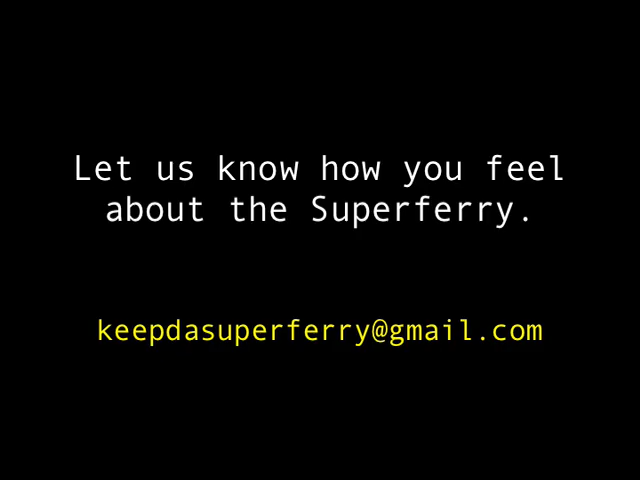 Let us know how you feel
about the Superferry.
keepdasuperferry@gmail.com